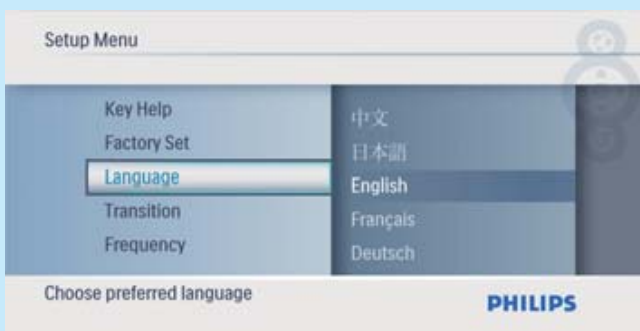 Setup Menu
Key Help
Factory Set
Language
Transition
Frequency
中文
日本語
English
Français
Deutsch
Choose preferred language
PHILIPS